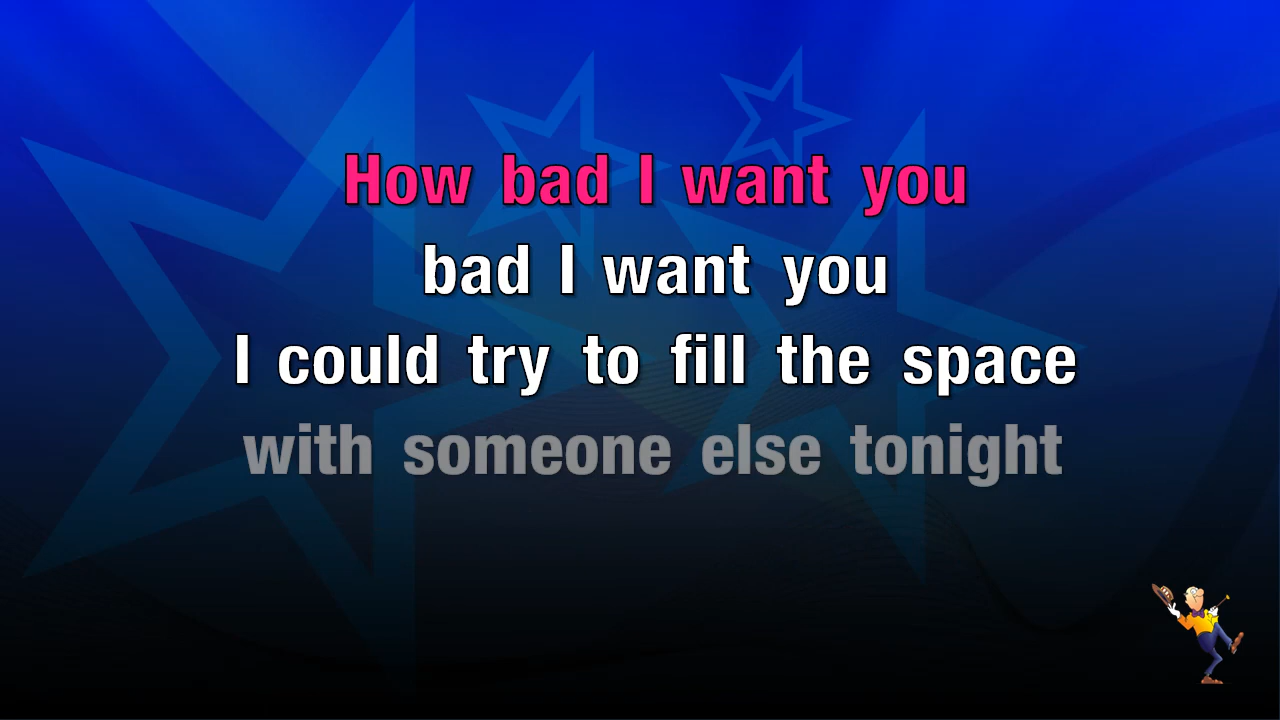 How bad I want you
bad I want you
I could try to fill the space
with someone else tonight